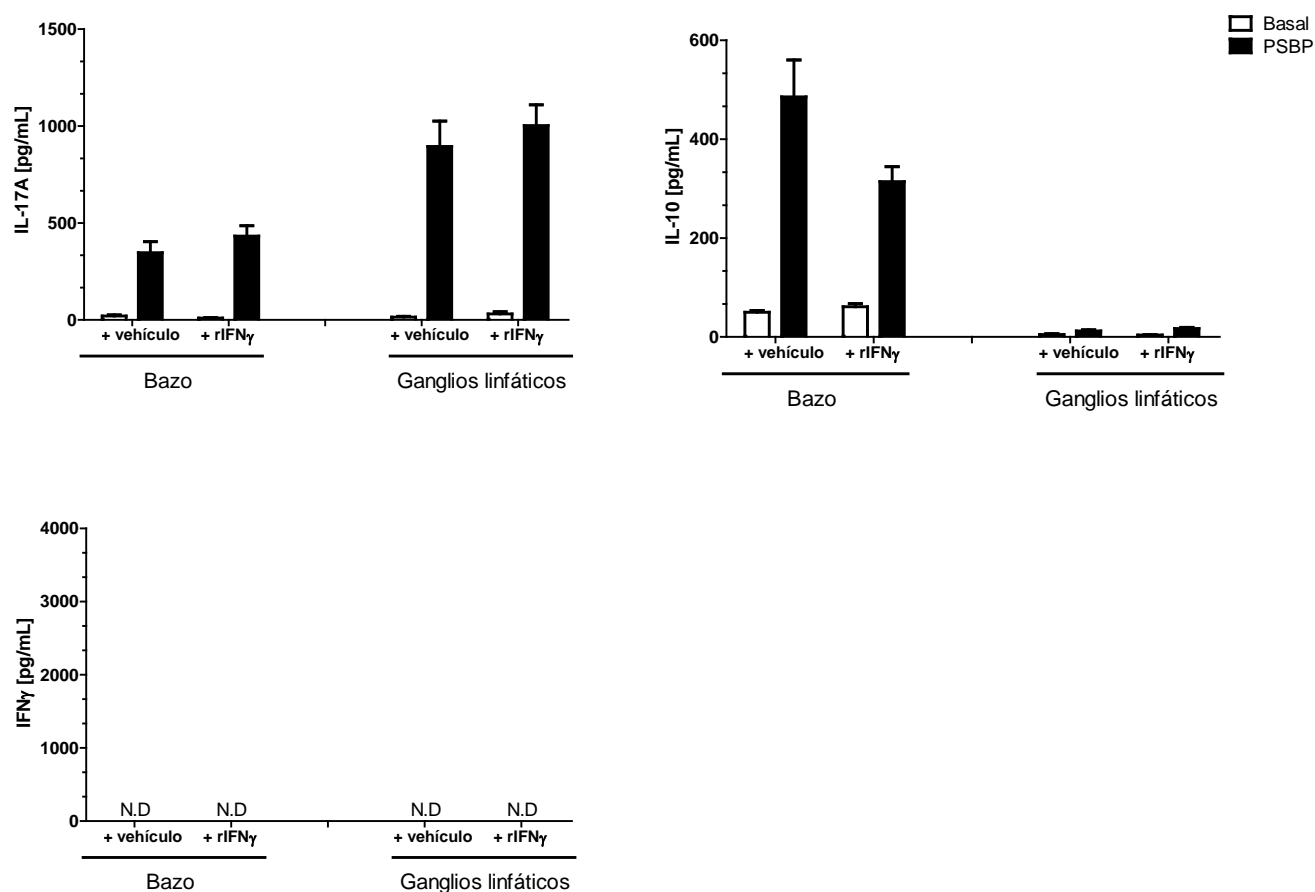 1500
1000
500
0
IL-17A [pg/mL]
+ vehículo
+ rIFNγ
+ vehículo
+ rIFNγ
Bazo
Ganglios linfáticos
600
400
200
0
IL-10 [pg/mL]
+ vehículo
+ rIFNγ
+ vehículo
+ rIFNγ
Bazo
Ganglios linfáticos
Basal
PSBP
4000
3000
2000
1000
0
IFNγ [pg/mL]
N.D
N.D
N.D
N.D
+ vehículo
+ rIFNγ
+ vehículo
+ rIFNγ
Bazo
Ganglios linfáticos